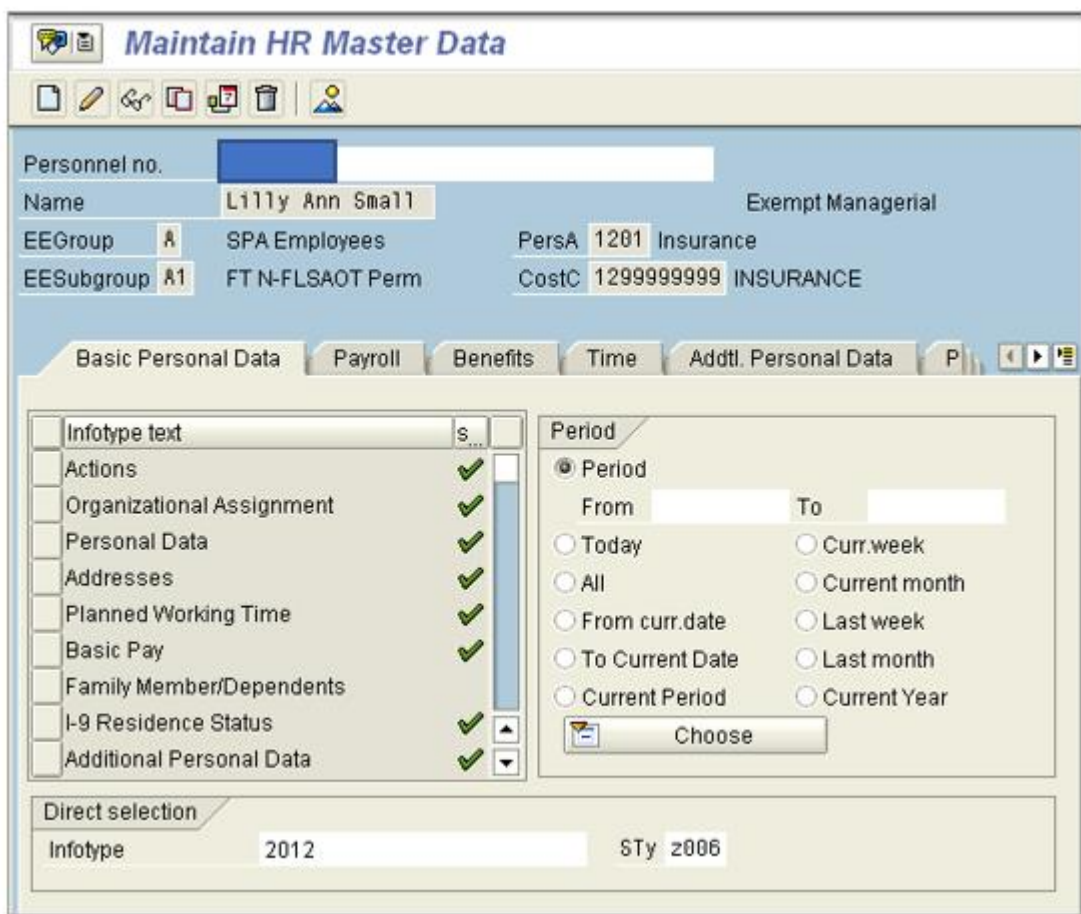 Maintain HR Master Data
Personnel no.
Name Lilly Ann Small Exempt Managerial
EEGroup A SPA Employees PersA 1201 Insurance
EESubgroup A1 FT N-FLSAOT Perm CostC 1299999999 INSURANCE
Basic Personal Data Payroll Benefits Time Addtl. Personal Data P
Infotype text S... Period
Actions Period
Organizational Assignment From To
Personal Data Today Curr.week
Addresses All Current month
Planned Working Time From curr.date Last week
Basic Pay To Current Date Last month
Family Member/Dependents Current Period Current Year
I-9 Residence Status Choose
Additional Personal Data
Direct selection
Infotype 2012 STy z006